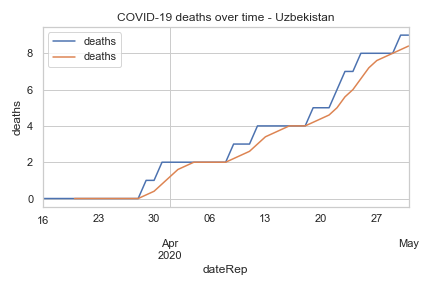 COVID-19 deaths over time - Uzbekistan
deaths
deaths
deaths
8
6
4
2
0
16 23 30 06 13 20 27
Apr May
2020
dateRep